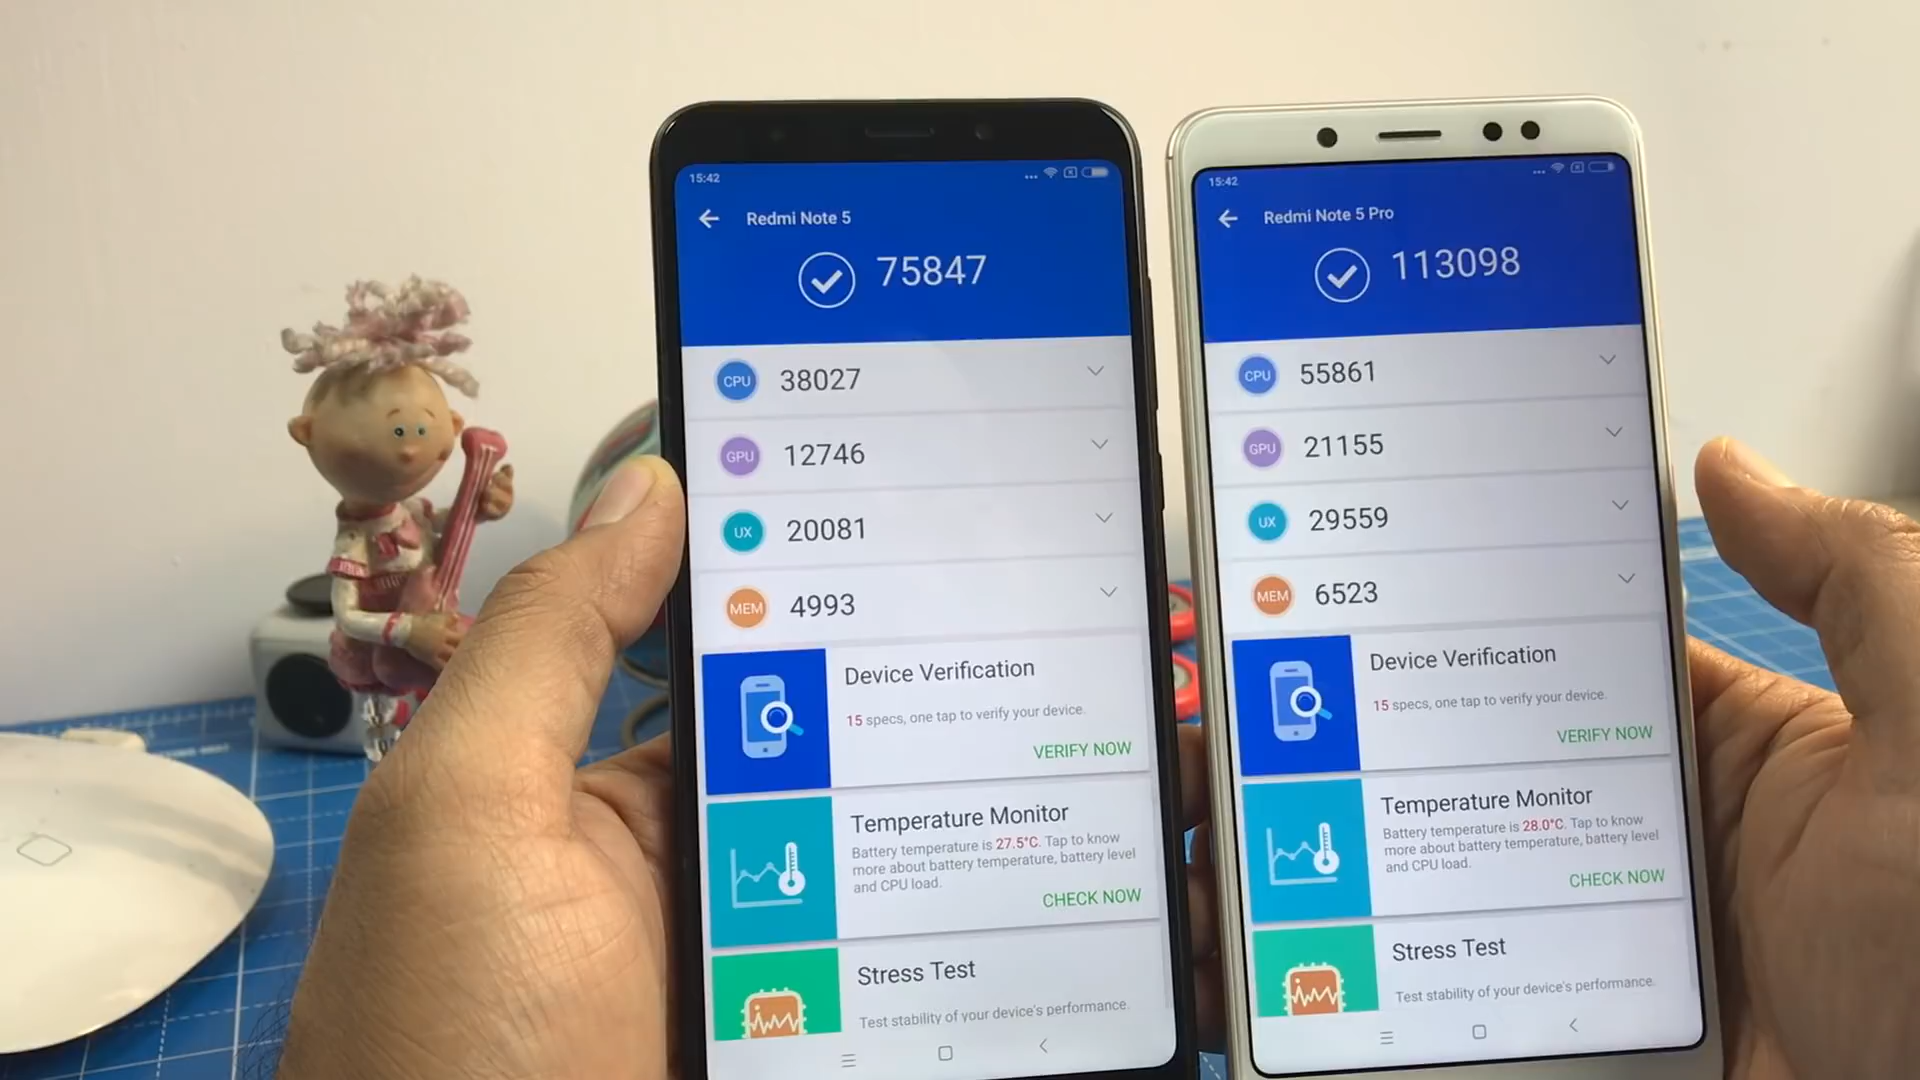 15:42
Redmi Note 5
75847
CPU 38027
GPU 12746
UX 20081
MEM 4993
Device Verification
15 specs, one tap to verify your device.
VERIFY NOW
Temperature Monitor
Battery temperature is 27.5°C. Tap to know
more about battery temperature, battery level
and CPU load.
CHECK NOW
Stress Test
Test stability of your device's performance.
15:42
Redmi Note 5 Pro
113098
CPU 55861
GPU 21155
UX 29559
MEM 6523
Device Verification
15 specs, one tap to verify your device.
VERIFY NOW
Temperature Monitor
Battery temperature is 28.0°C. Tap to know
more about battery temperature, battery level
and CPU load.
CHECK NOW
Stress Test
Test stability of your device's performance.